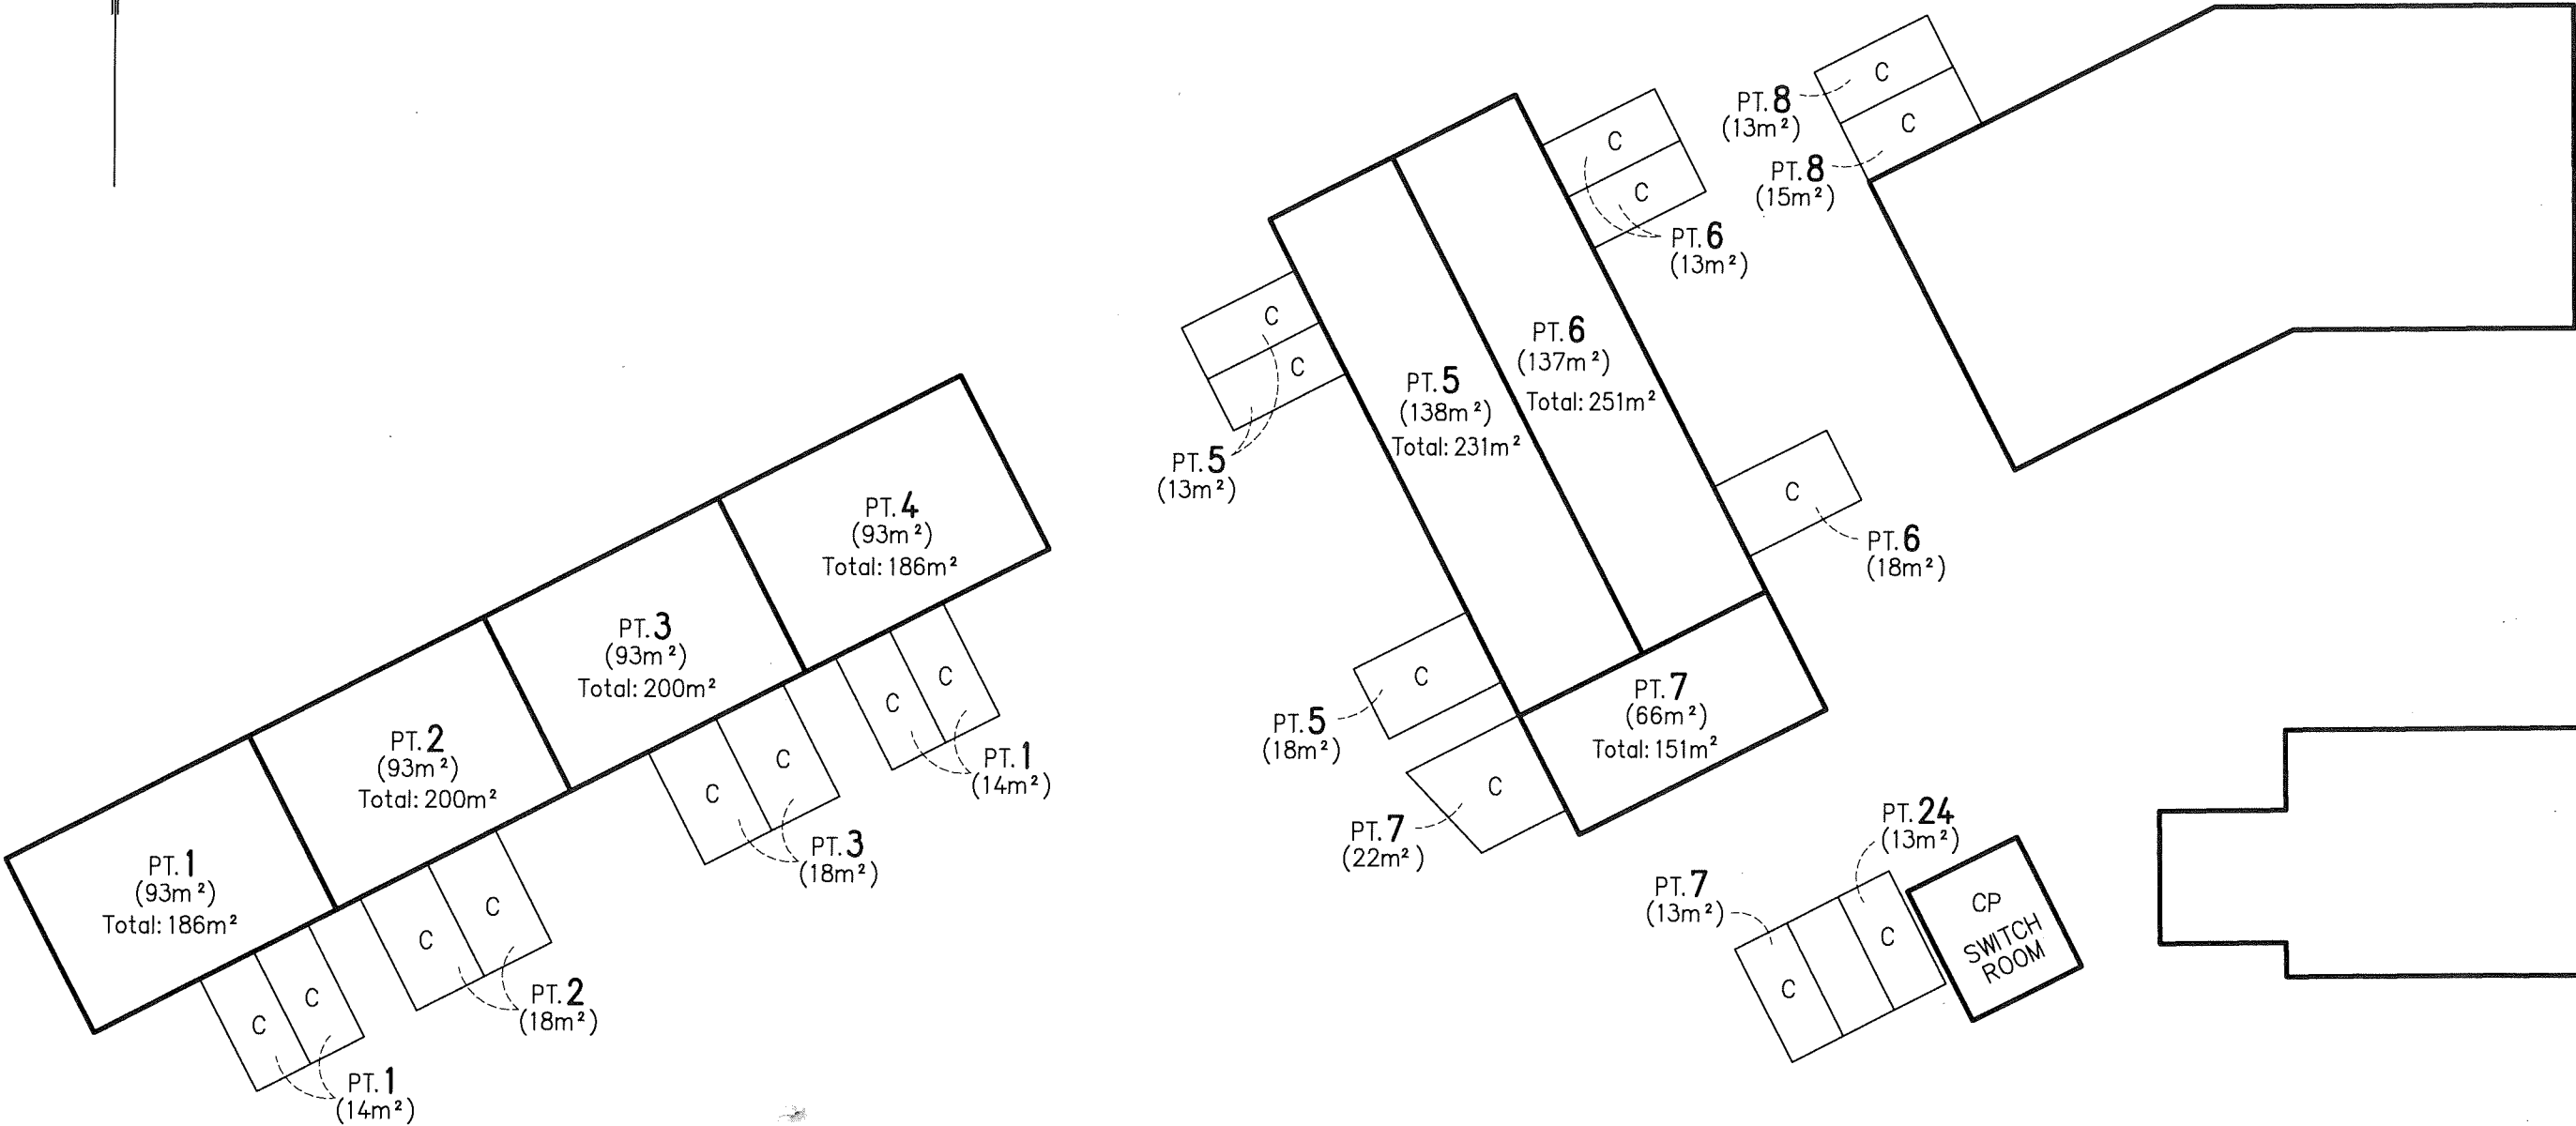 C
PT.8
(13m²)
C
PT.8
(15m²)
C
C
PT.6
(13m²)
C
C
PT.5
(13m²)
PT.6
(137m²)
Total: 251m²
PT.5
(138m²)
Total: 231m²
C
PT.6
(18m²)
PT.4
(93m²)
Total: 186m²
PT.3
(93m²)
Total: 200m²
PT.2
(93m²)
Total: 200m²
PT.1
(93m²)
Total: 186m²
C
C
PT.1
(14m²)
C
C
PT.3
(18m²)
C
C
PT.2
(18m²)
C
C
PT.1
(14m²)
C
PT.5
(18m²)
PT.7
(66m²)
Total: 151m²
C
PT.7
(22m²)
PT.24
(13m²)
PT.7
(13m²)
C
C
CP
SWITCH
ROOM